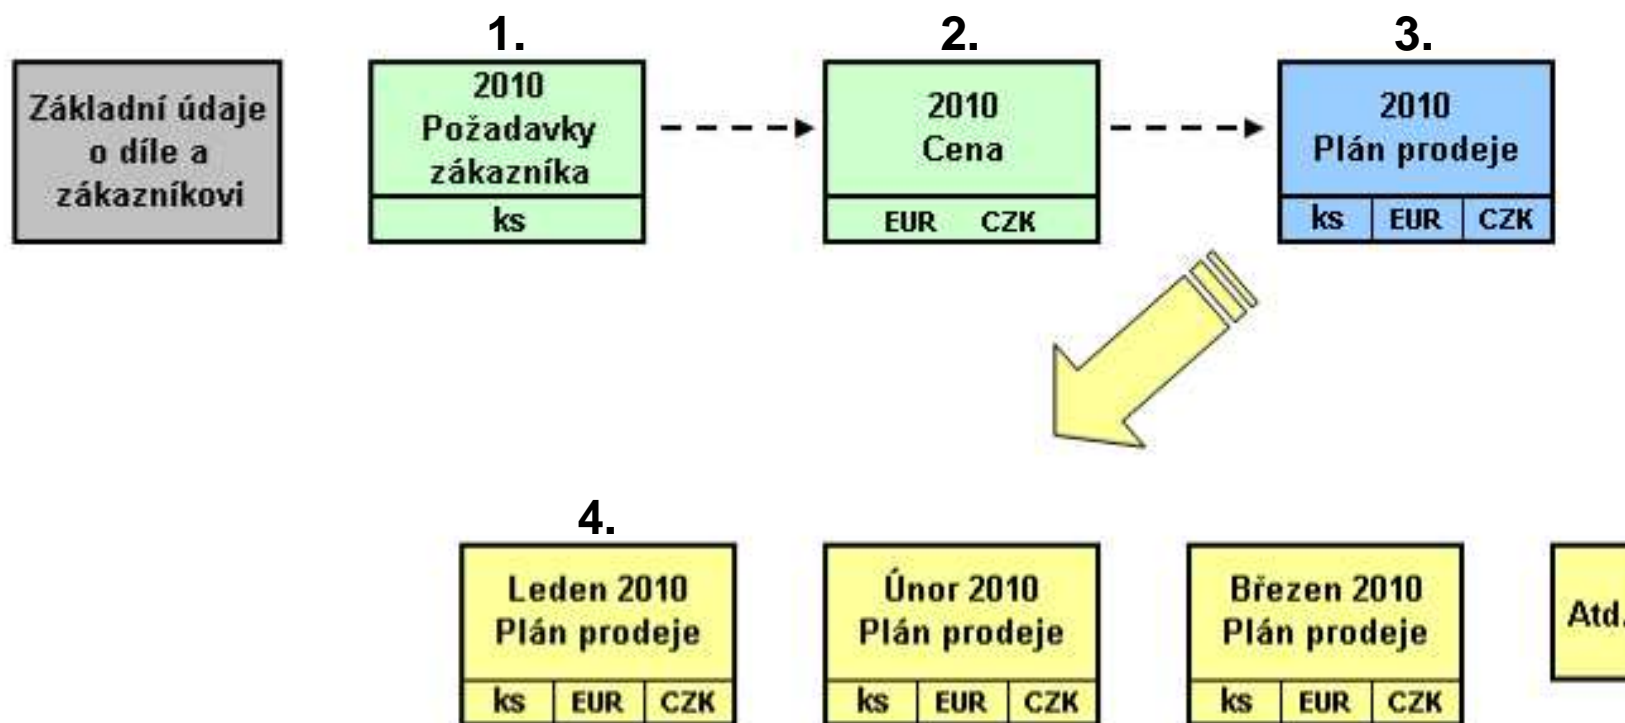 1.
2.
3.
Základní údaje
o díle a
zákazníkovi
2010
Požadavky
zákazníka
ks
2010
Cena
EUR CZK
2010
Plán prodeje
ks EUR CZK
4.
Leden 2010
Plán prodeje
ks EUR CZK
Únor 2010
Plán prodeje
ks EUR CZK
Březen 2010
Plán prodeje
ks EUR CZK
Atd.